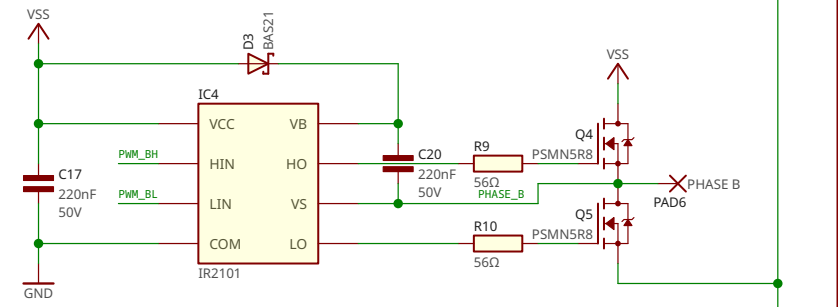 VSS
D3
BAS21
VSS
IC4
VCC
VB
Q4
PWM_BH
HIN
HO
C20
R9
PSMN5R8
C17
220nF
56Ω
220nF
50V
PWM_BL
LIN
VS
50V
PHASE_B
PHASE B
PAD6
Q5
COM
LO
R10
PSMN5R8
IR2101
56Ω
GND